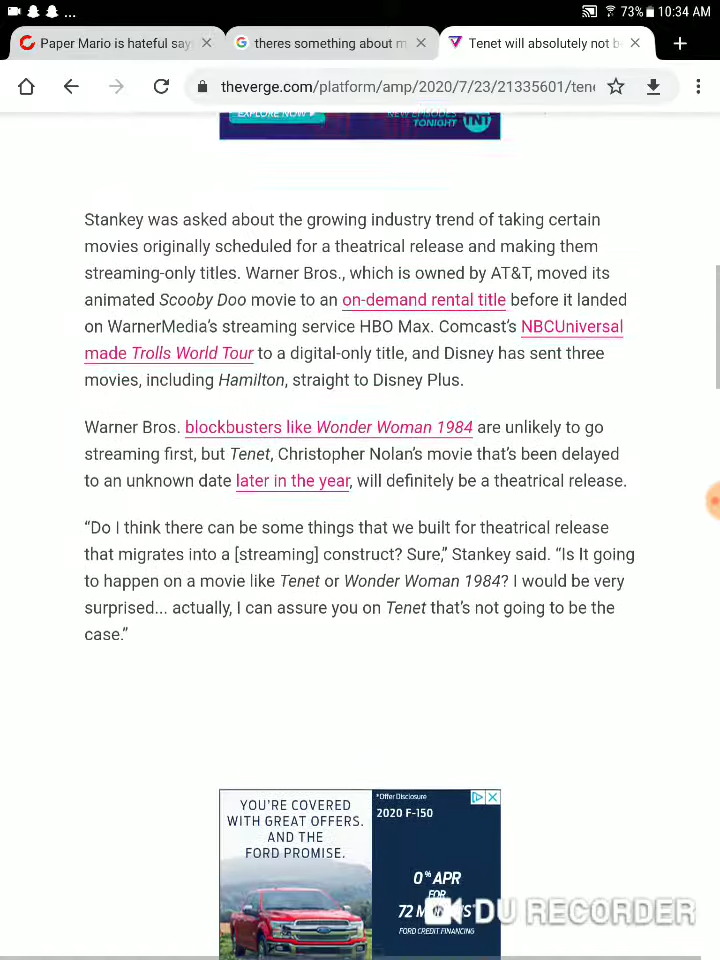 73% 10:34 AM
Paper Mario is hateful say
theres something about m
Tenet will absolutely not b
theverge.com/platform/amp/2020/7/23/21335601/tene
EXPLORE NOW
NEW EPISODES
TONIGHT
TNT
Stankey was asked about the growing industry trend of taking certain
movies originally scheduled for a theatrical release and making them
streaming-only titles. Warner Bros., which is owned by AT&T, moved its
animated Scooby Doo movie to an on-demand rental title before it landed
on WarnerMedia’s streaming service HBO Max. Comcast’s NBCUniversal
made Trolls World Tour to a digital-only title, and Disney has sent three
movies, including Hamilton, straight to Disney Plus.
Warner Bros. blockbusters like Wonder Woman 1984 are unlikely to go
streaming first, but Tenet, Christopher Nolan’s movie that’s been delayed
to an unknown date later in the year, will definitely be a theatrical release.
“Do I think there can be some things that we built for theatrical release
that migrates into a [streaming] construct? Sure,” Stankey said. “Is It going
to happen on a movie like Tenet or Wonder Woman 1984? I would be very
surprised... actually, I can assure you on Tenet that’s not going to be the
case.”
YOU’RE COVERED
WITH GREAT OFFERS.
AND THE
FORD PROMISE.
*Offer Disclosure
2020 F-150
0% APR
FOR
72
FORD CREDIT FINANCING
DU RECORDER